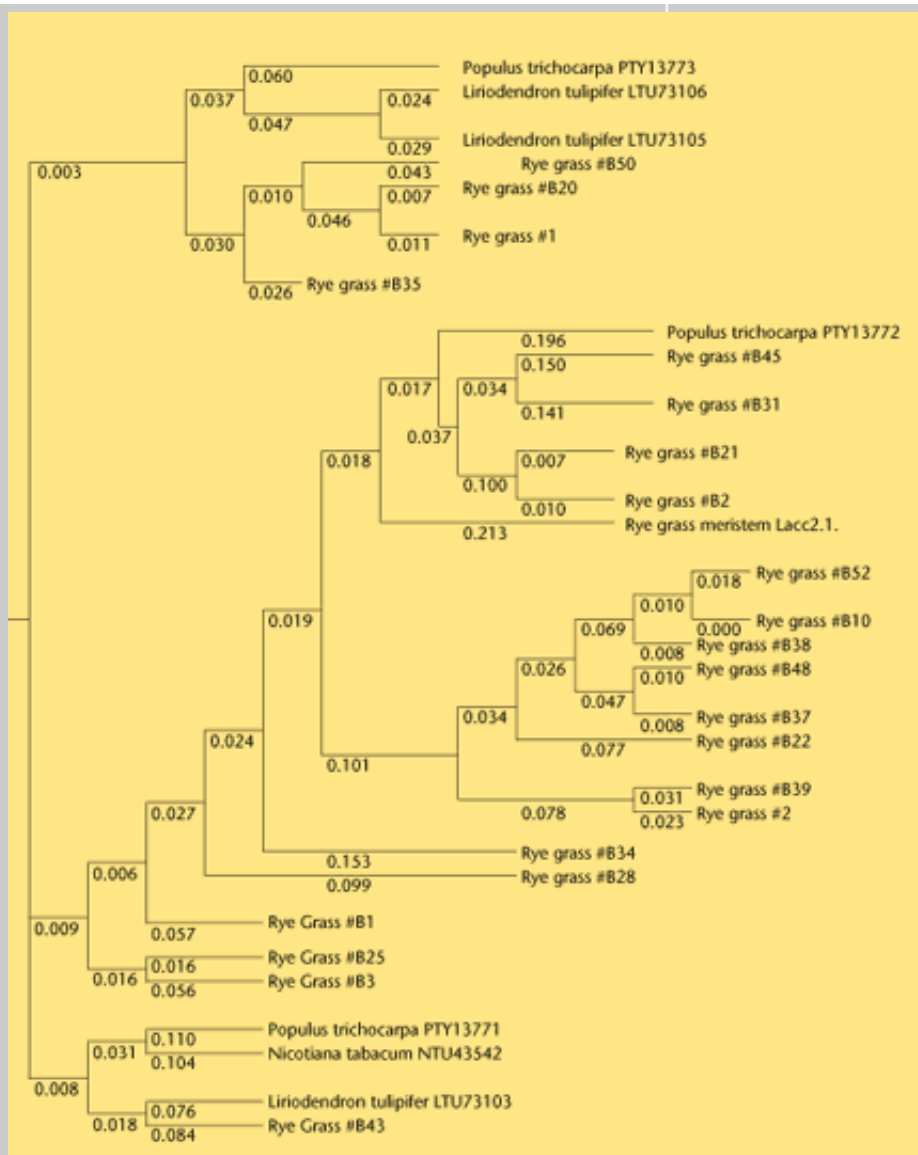 Populus trichocarpa PTY13773
0.060
Liriodendron tulipifer LTU73106
0.037
0.024
0.047
Liriodendron tulipifer LTU73105
0.029
Rye grass #B50
0.003
0.043
Rye grass #B20
0.010
0.007
0.046
Rye grass #1
0.030
0.011
Rye grass #B35
0.026
Populus trichocarpa PTY13772
0.196
Rye grass #B45
0.150
0.017
0.034
Rye grass #B31
0.141
0.037
Rye grass #B21
0.018
0.007
0.100
Rye grass #B2
0.010
Rye grass meristem Lacc2.1.
0.213
Rye grass #B52
0.018
0.010
Rye grass #B10
0.019
0.069
0.000
Rye grass #B38
0.008
Rye grass #B48
0.026
0.010
0.047
Rye grass #B37
0.034
0.008
Rye grass #B22
0.024
0.077
0.101
Rye grass #B39
0.031
0.027
0.078
Rye grass #2
0.023
Rye grass #B34
0.153
0.006
Rye grass #B28
0.099
Rye Grass #B1
0.009
0.057
Rye Grass #B25
0.016
0.016
Rye Grass #B3
0.056
Populus trichocarpa PTY13771
0.110
0.031
Nicotiana tabacum NTU43542
0.104
0.008
Liriodendron tulipifer LTU73103
0.076
0.018
Rye Grass #B43
0.084